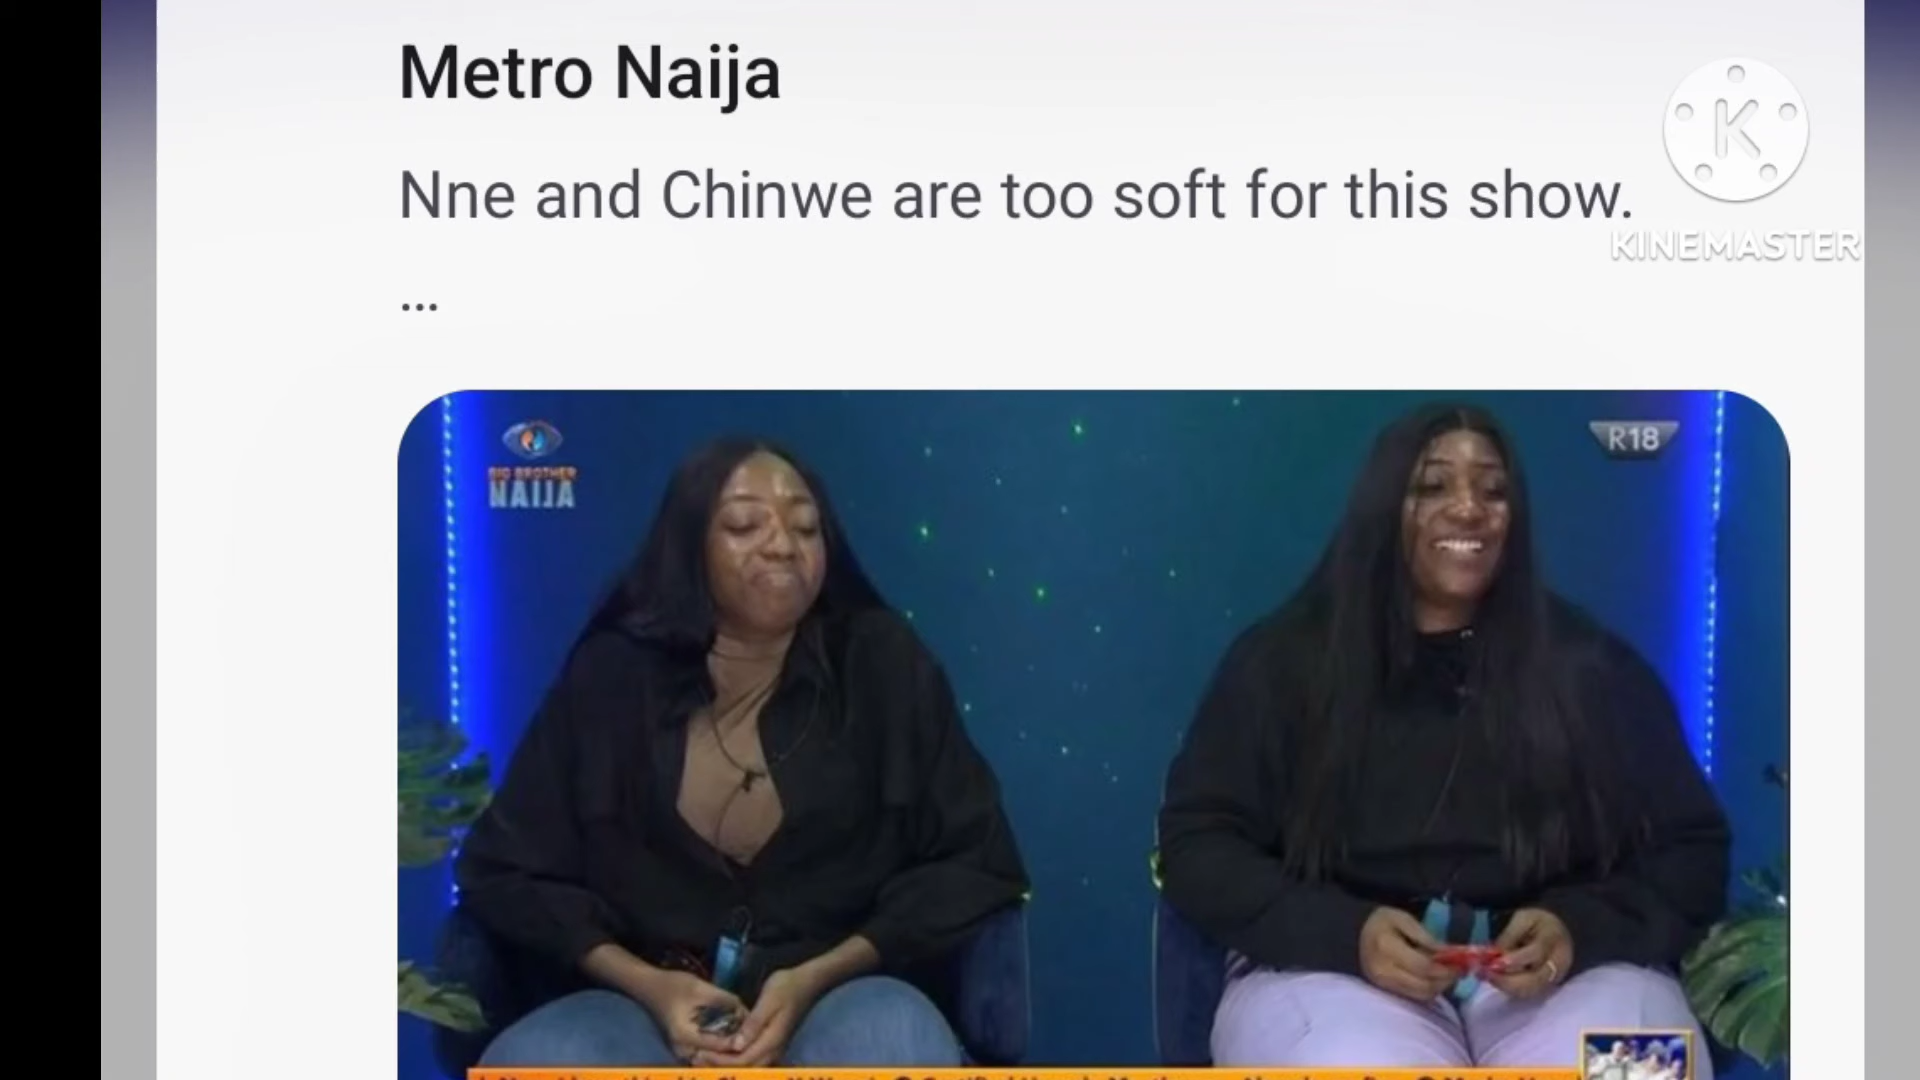 Metro Naija
Nne and Chinwe are too soft for this show.
...
KINEMASTER
BIG BROTHER
NAIJA
R18